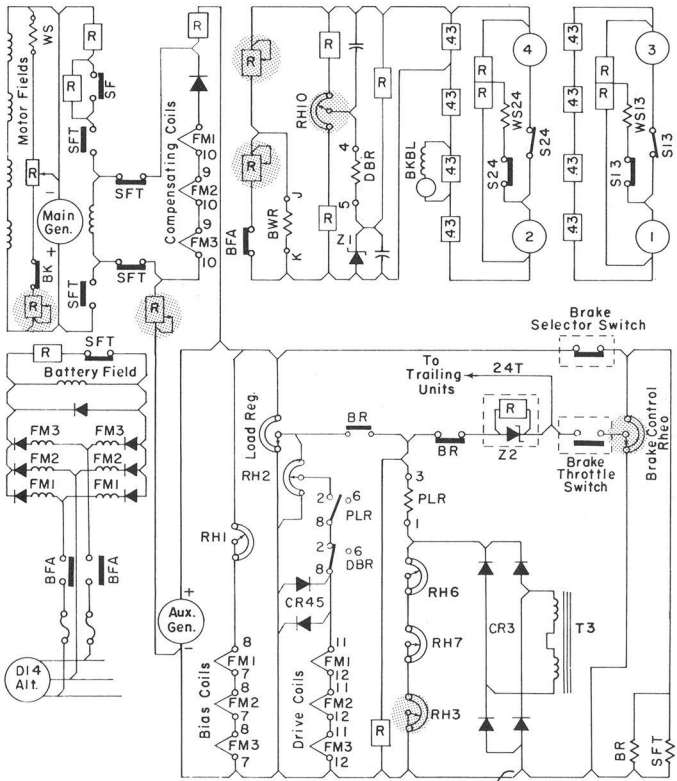 WS
R
Motor Fields
R
R
SF
SFT
SFT
R
Compensating Coils
FM1
10
9
FM2
10
9
FM3
10
R
Main
Gen.
−
+
SFT
SFT
BK
R
R
R
R
BFA
BWR
J
K
R
RH10
R
4
DBR
5
Z1
R
R
BKBL
.43
.43
.43
.43
R
R
4
WS24
S24
S24
2
.43
.43
.43
.43
R
R
3
WS13
S13
S13
1
R
SFT
Battery Field
FM3
FM3
FM2
FM2
FM1
FM1
BFA
BFA
D14
Alt.
Aux.
Gen.
+
−
Brake
Selector Switch
To
Trailing
Units
24T
Load Reg.
BR
BR
R
Z2
Brake
Throttle
Switch
Brake Control
Rheo
RH2
2
6
8
PLR
2
6
8
DBR
CR45
RH1
3
PLR
1
RH6
RH7
RH3
CR3
T3
Bias Coils
8
FM1
7
8
FM2
7
8
FM3
7
Drive Coils
11
FM1
12
11
FM2
12
11
FM3
12
R
BR
SFT